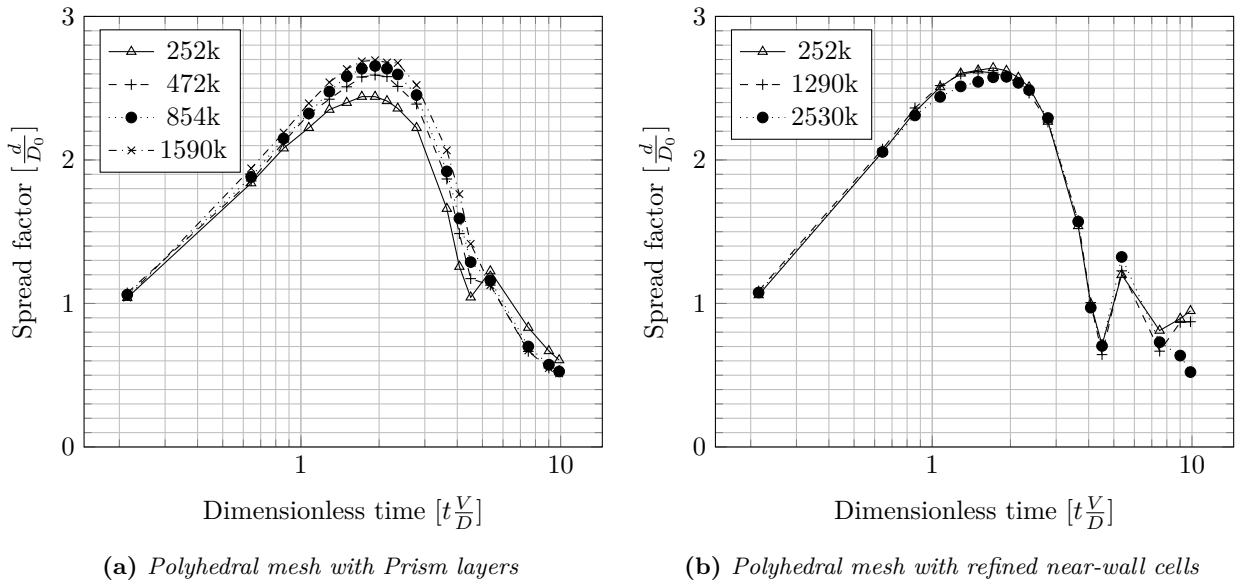 3
2
1
0
1
10
Spread factor [d/D₀]
Dimensionless time [t V/D]
252k
472k
854k
1590k
(a) Polyhedral mesh with Prism layers
3
2
1
0
1
10
Spread factor [d/D₀]
Dimensionless time [t V/D]
252k
1290k
2530k
(b) Polyhedral mesh with refined near-wall cells